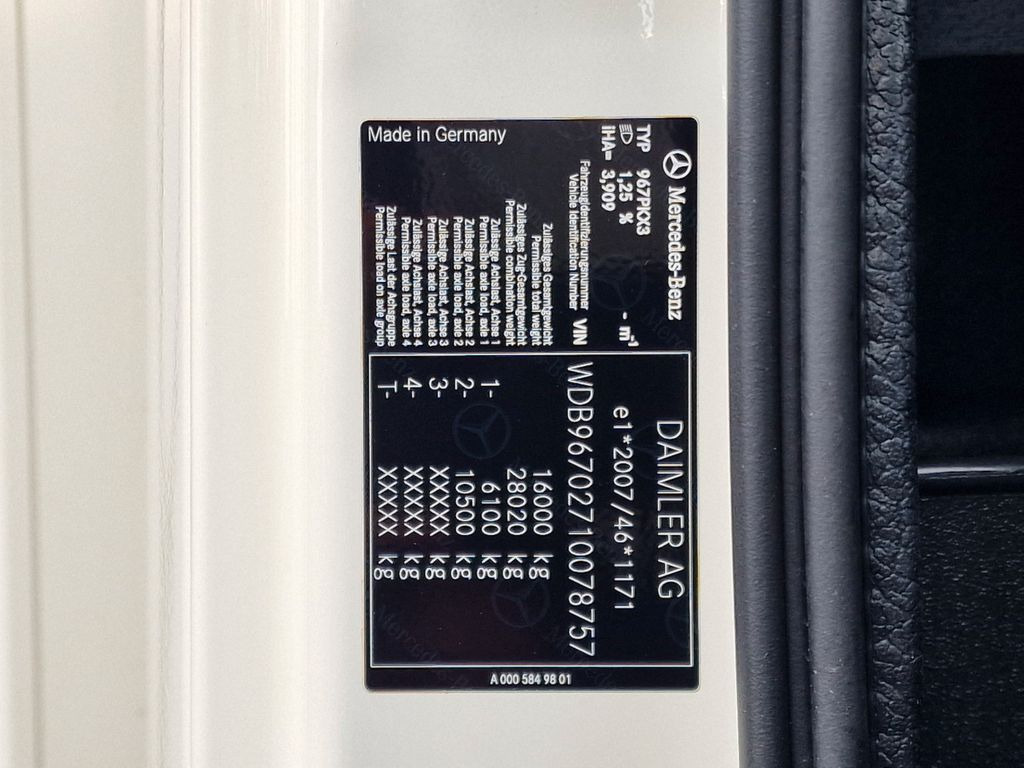 Mercedes-Benz
TYP 967PKX3
1,25 % - m⁻¹
IHA= 3,909
DAIMLER AG
e1*2007/46*1171
Fahrzeugidentifizierungsnummer
Vehicle Identification Number VIN WDB96702710078757
Zulässiges Gesamtgewicht
Permissible total weight 16000 kg
Zulässiges Zug-Gesamtgewicht
Permissible combination weight 28020 kg
Zulässige Achslast, Achse 1
Permissible axle load, axle 1 1- 6100 kg
Zulässige Achslast, Achse 2
Permissible axle load, axle 2 2- 10500 kg
Zulässige Achslast, Achse 3
Permissible axle load, axle 3 3- XXXXX kg
Zulässige Achslast, Achse 4
Permissible axle load, axle 4 4- XXXXX kg
Zulässige Last der Achsgruppe
Permissible load on axle group T- XXXXX kg
Made in Germany
A 000 584 98 01